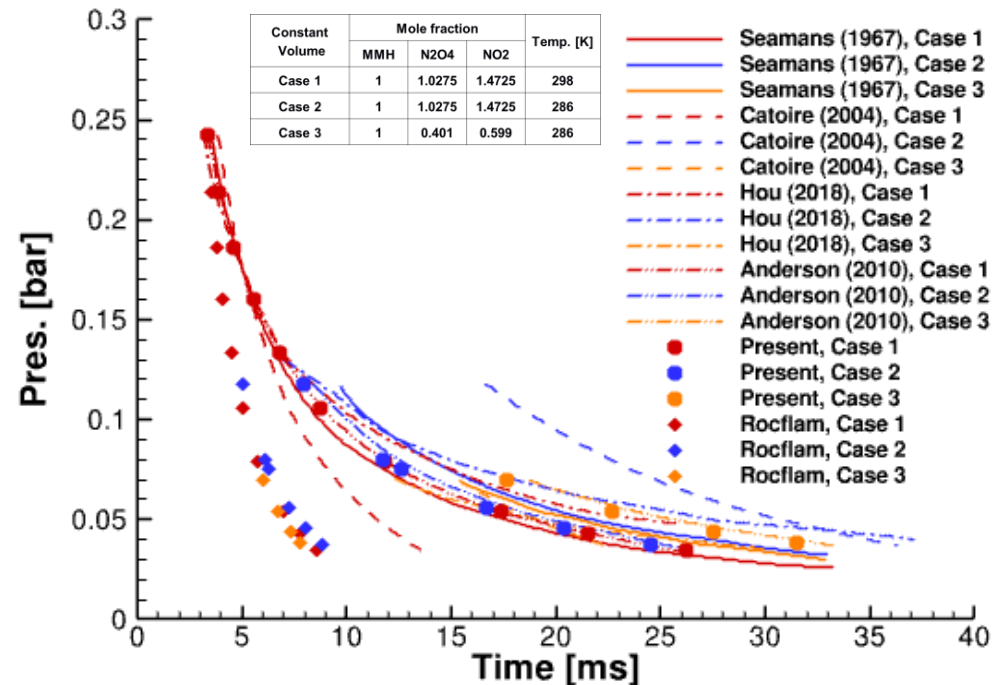 Constant Volume Mole fraction Temp. [K]
MMH N2O4 NO2
Case 1 1 1.0275 1.4725 298
Case 2 1 1.0275 1.4725 286
Case 3 1 0.401 0.599 286
Seamans (1967), Case 1
Seamans (1967), Case 2
Seamans (1967), Case 3
Catoire (2004), Case 1
Catoire (2004), Case 2
Catoire (2004), Case 3
Hou (2018), Case 1
Hou (2018), Case 2
Hou (2018), Case 3
Anderson (2010), Case 1
Anderson (2010), Case 2
Anderson (2010), Case 3
Present, Case 1
Present, Case 2
Present, Case 3
Rocflam, Case 1
Rocflam, Case 2
Rocflam, Case 3
Pres. [bar]
0.3
0.25
0.2
0.15
0.1
0.05
0
0 5 10 15 20 25 30 35 40
Time [ms]